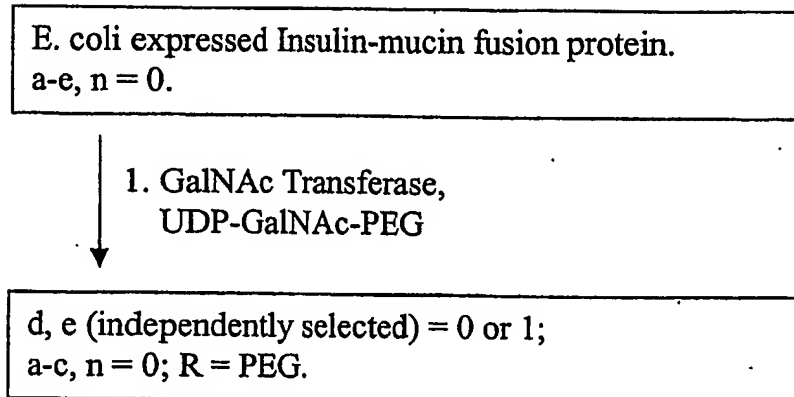 E. coli expressed Insulin-mucin fusion protein.
a-e, n = 0.
1. GalNAc Transferase,
UDP-GalNAc-PEG
d, e (independently selected) = 0 or 1;
a-c, n = 0; R = PEG.